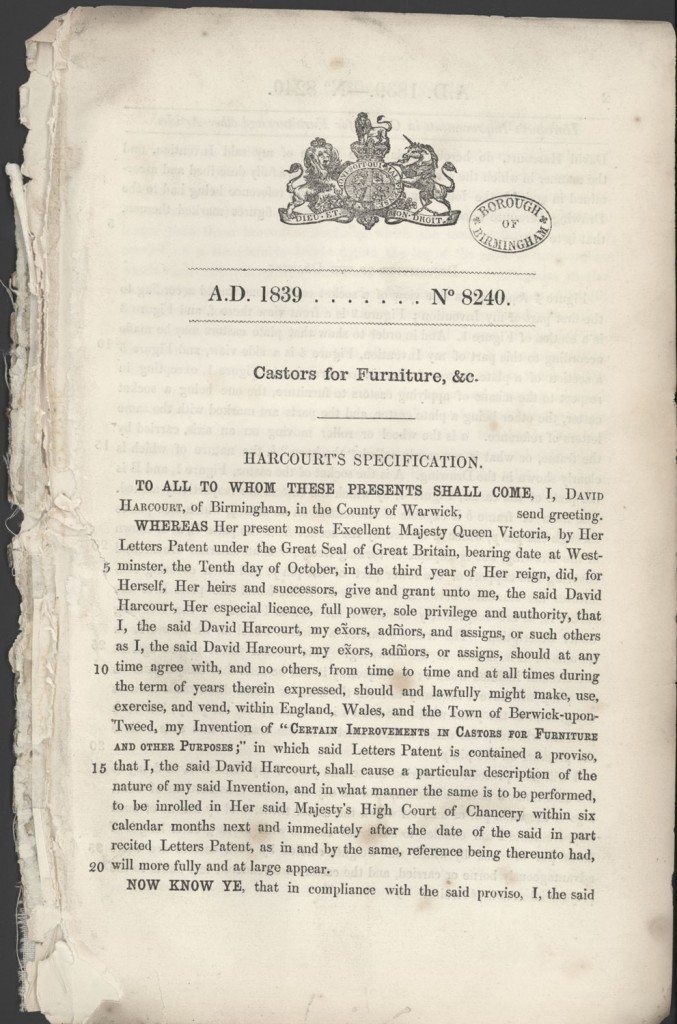 DIEU·ET· ·MON·DROIT.
BOROUGH
OF
BIRMINGHAM
A.D. 1839 . . . . . . . Nº 8240.
Castors for Furniture, &c.
HARCOURT'S SPECIFICATION.
TO ALL TO WHOM THESE PRESENTS SHALL COME, I, DAVID
HARCOURT, of Birmingham, in the County of Warwick, send greeting.
WHEREAS Her present most Excellent Majesty Queen Victoria, by Her
Letters Patent under the Great Seal of Great Britain, bearing date at West-
5 minster, the Tenth day of October, in the third year of Her reign, did, for
Herself, Her heirs and successors, give and grant unto me, the said David
Harcourt, Her especial licence, full power, sole privilege and authority, that
I, the said David Harcourt, my ex̃ors, adm̃ors, and assigns, or such others
as I, the said David Harcourt, my ex̃ors, adm̃ors, or assigns, should at any
10 time agree with, and no others, from time to time and at all times during
the term of years therein expressed, should and lawfully might make, use,
exercise, and vend, within England, Wales, and the Town of Berwick-upon-
Tweed, my Invention of "CERTAIN IMPROVEMENTS IN CASTORS FOR FURNITURE
AND OTHER PURPOSES;" in which said Letters Patent is contained a proviso,
15 that I, the said David Harcourt, shall cause a particular description of the
nature of my said Invention, and in what manner the same is to be performed,
to be inrolled in Her said Majesty's High Court of Chancery within six
calendar months next and immediately after the date of the said in part
recited Letters Patent, as in and by the same, reference being thereunto had,
20 will more fully and at large appear.
NOW KNOW YE, that in compliance with the said proviso, I, the said